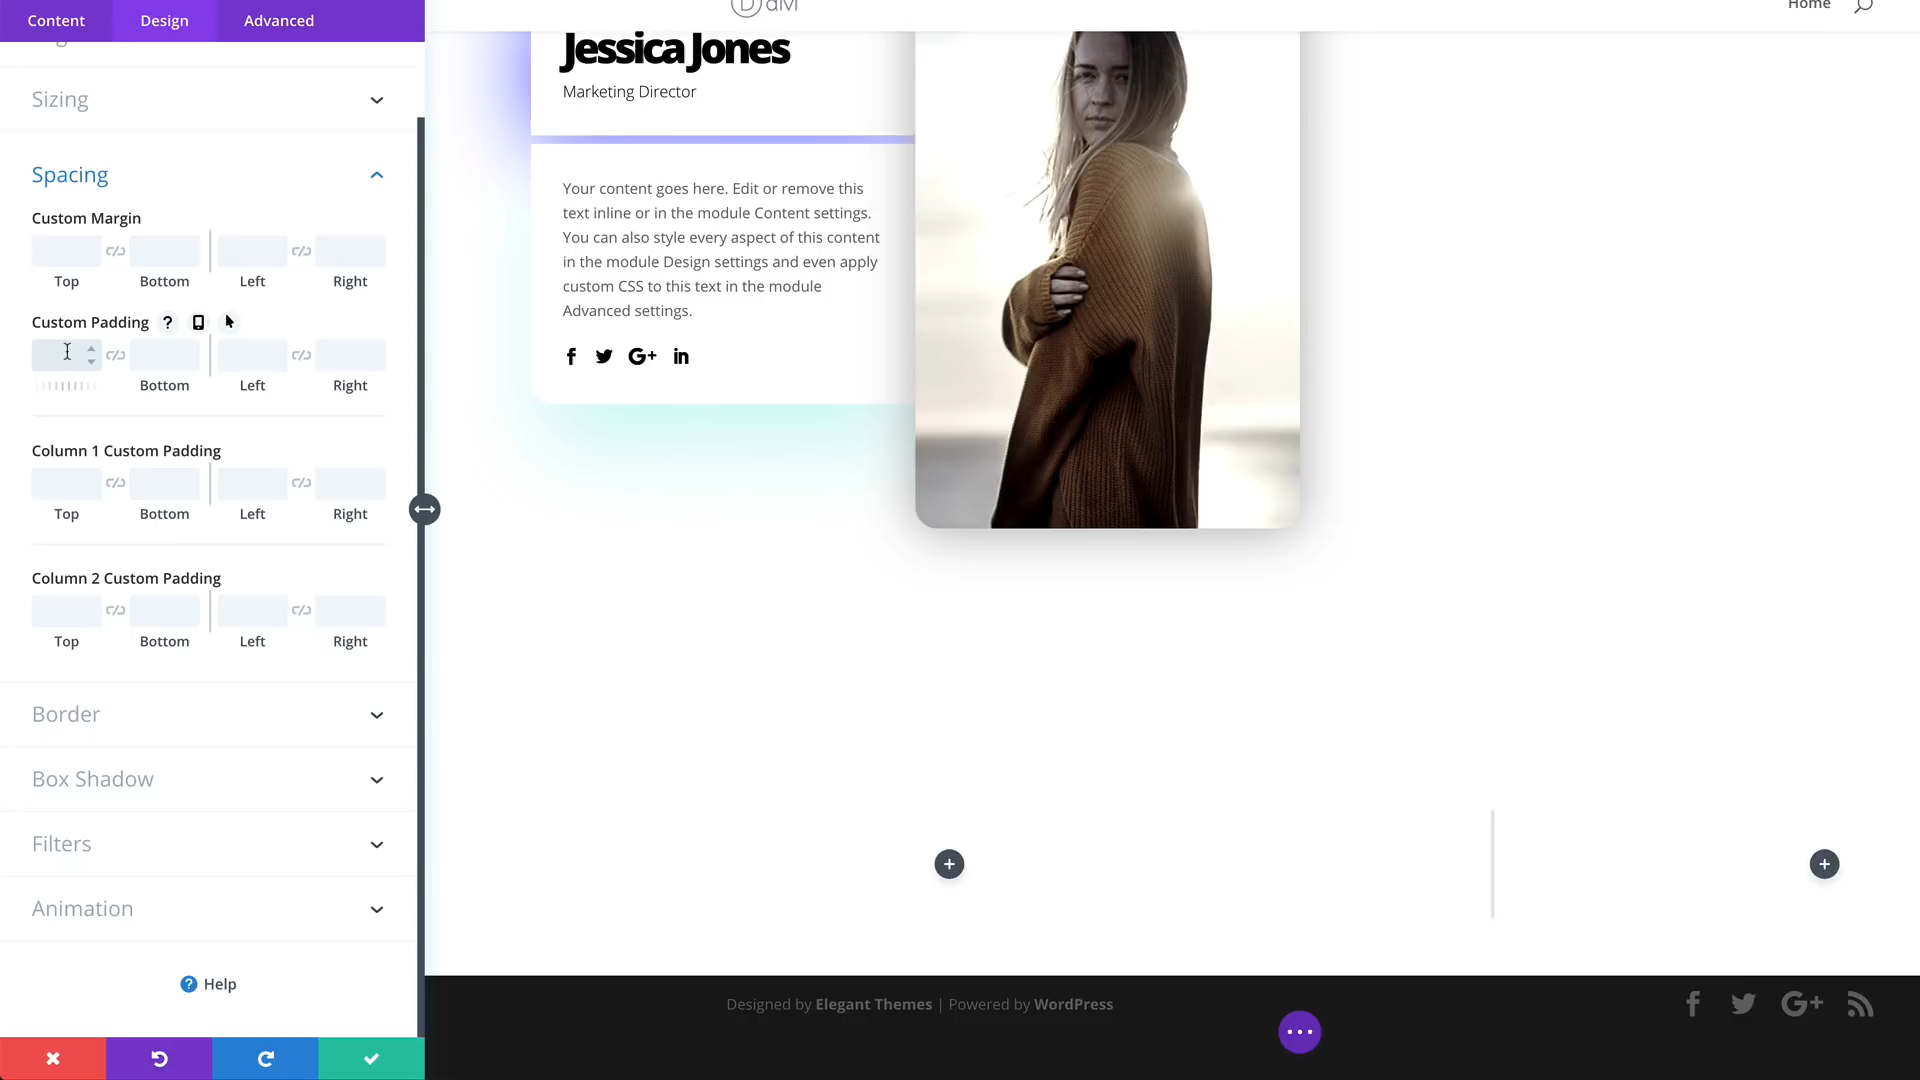 Content Design Advanced
Sizing
Spacing
Custom Margin
Top Bottom Left Right
Custom Padding ?
Bottom Left Right
Column 1 Custom Padding
Top Bottom Left Right
Column 2 Custom Padding
Top Bottom Left Right
Border
Box Shadow
Filters
Animation
? Help
D divi
Home
Jessica Jones
Marketing Director
Your content goes here. Edit or remove this
text inline or in the module Content settings.
You can also style every aspect of this content
in the module Design settings and even apply
custom CSS to this text in the module
Advanced settings.
f G+ in
Designed by Elegant Themes | Powered by WordPress
f G+